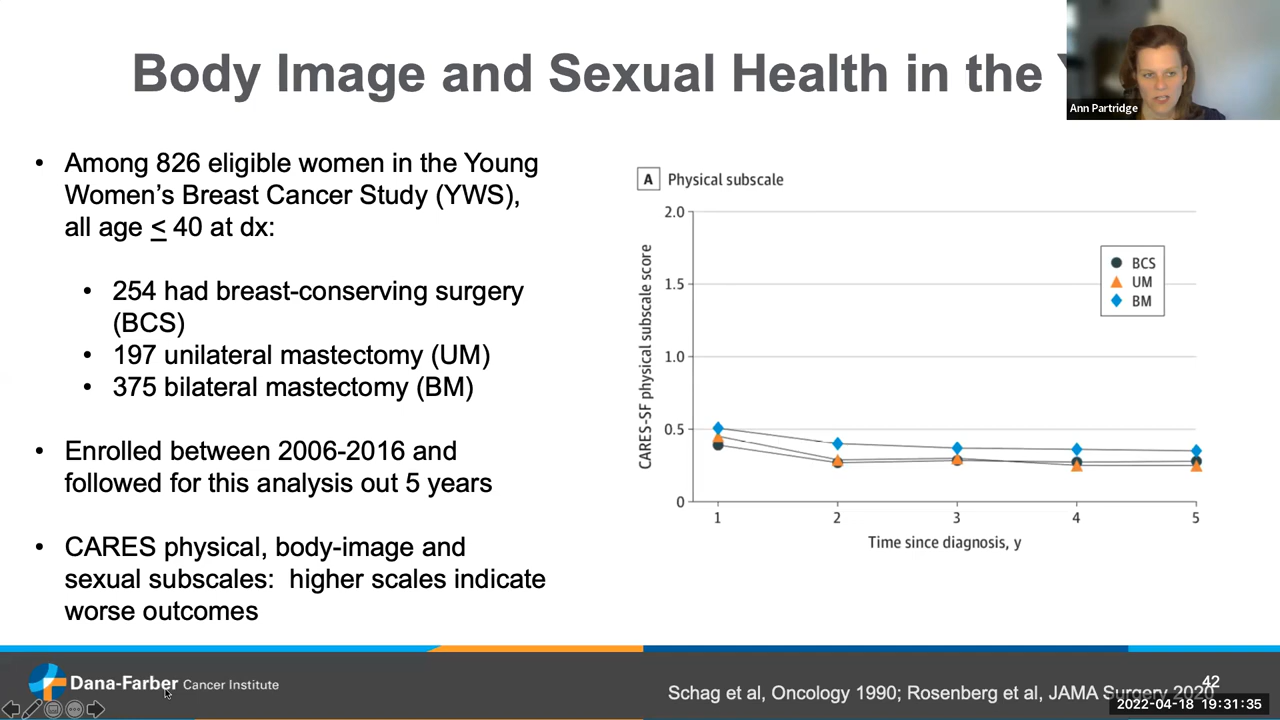 Body Image and Sexual Health in the
Ann Partridge
• Among 826 eligible women in the Young
Women’s Breast Cancer Study (YWS),
all age < 40 at dx:
• 254 had breast-conserving surgery
(BCS)
• 197 unilateral mastectomy (UM)
• 375 bilateral mastectomy (BM)
• Enrolled between 2006-2016 and
followed for this analysis out 5 years
• CARES physical, body-image and
sexual subscales: higher scales indicate
worse outcomes
A Physical subscale
CARES-SF physical subscale score
2.0
1.5
1.0
0.5
0
1 2 3 4 5
Time since diagnosis, y
BCS
UM
BM
Dana-Farber Cancer Institute
Schag et al, Oncology 1990; Rosenberg et al, JAMA Surgery 2020
42
2022-04-18 19:31:35